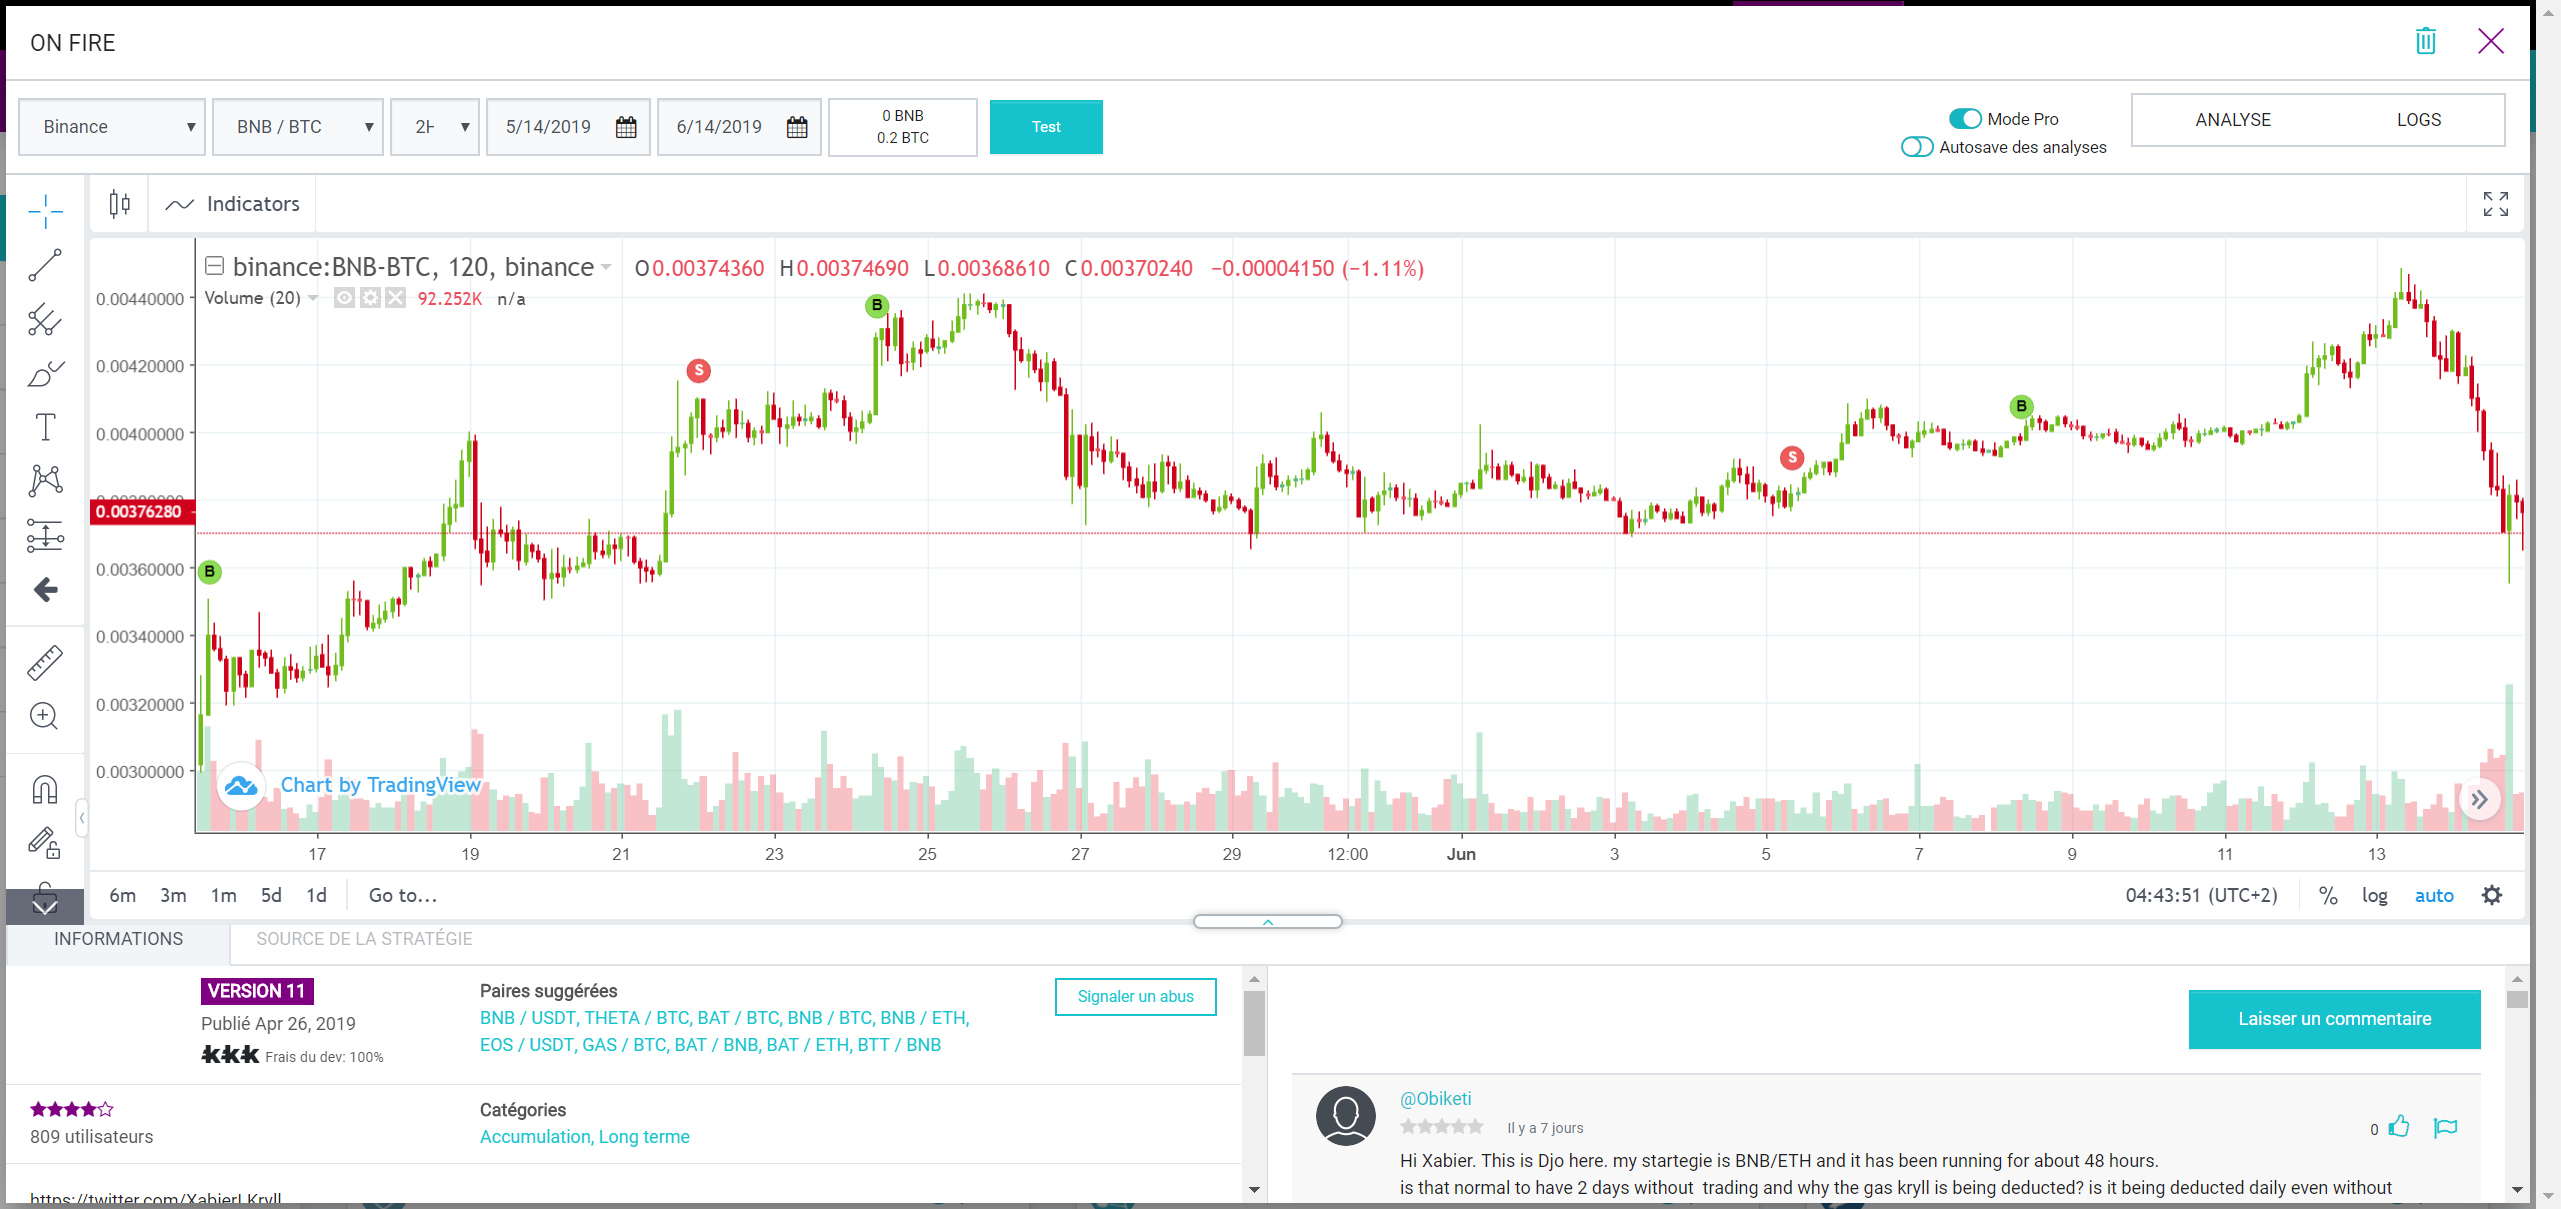 ON FIRE
Binance
BNB / BTC
2H
5/14/2019
6/14/2019
0 BNB
0.2 BTC
Test
Mode Pro
Autosave des analyses
ANALYSE
LOGS
Indicators
binance:BNB-BTC, 120, binance
O0.00374360 H0.00374690 L0.00368610 C0.00370240 −0.00004150 (−1.11%)
Volume (20) 92.252K n/a
0.00440000
0.00420000
0.00400000
0.00380000
0.00376280
0.00360000
0.00340000
0.00320000
0.00300000
B
S
B
S
B
Chart by TradingView
17 19 21 23 25 27 29 12:00 Jun 3 5 7 9 11 13
6m 3m 1m 5d 1d Go to...
04:43:51 (UTC+2) % log auto
INFORMATIONS
SOURCE DE LA STRATÉGIE
VERSION 11
Publié Apr 26, 2019
kkk Frais du dev: 100%
Paires suggérées
BNB / USDT, THETA / BTC, BAT / BTC, BNB / BTC, BNB / ETH,
EOS / USDT, GAS / BTC, BAT / BNB, BAT / ETH, BTT / BNB
Signaler un abus
809 utilisateurs
Catégories
Accumulation, Long terme
https://twitter.com/XabierLKryll
Laisser un commentaire
@Obiketi
Il y a 7 jours
0
Hi Xabier. This is Djo here. my startegie is BNB/ETH and it has been running for about 48 hours.
is that normal to have 2 days without trading and why the gas kryll is being deducted? is it being deducted daily even without